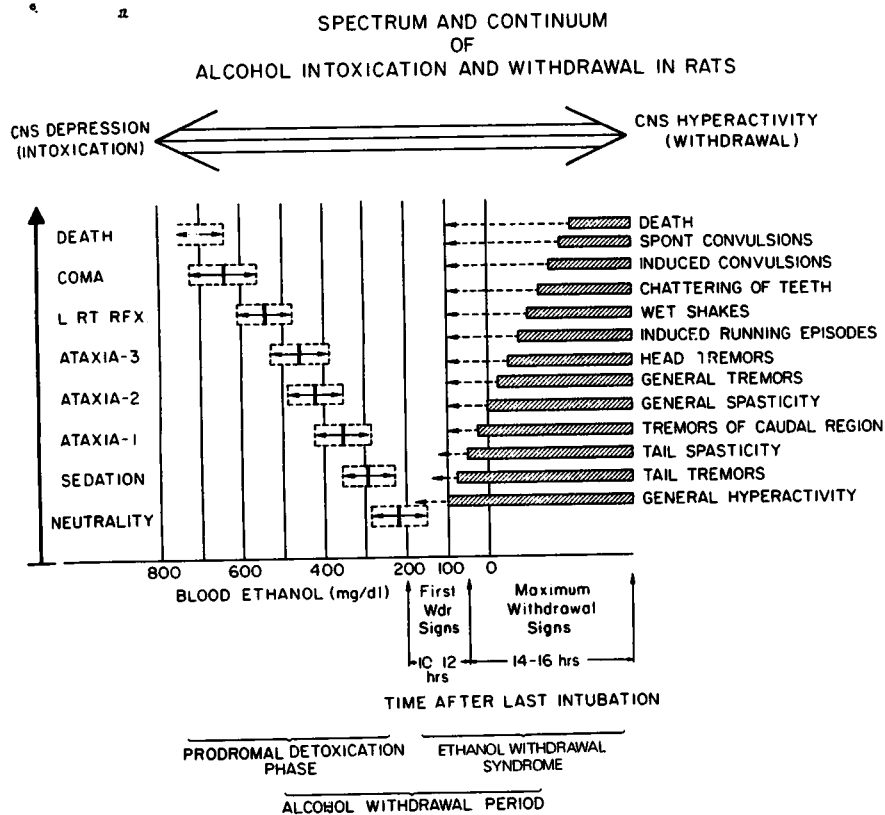 SPECTRUM AND CONTINUUM
OF
ALCOHOL INTOXICATION AND WITHDRAWAL IN RATS
CNS DEPRESSION
(INTOXICATION)
CNS HYPERACTIVITY
(WITHDRAWAL)
DEATH
COMA
L RT RFX
ATAXIA-3
ATAXIA-2
ATAXIA-1
SEDATION
NEUTRALITY
DEATH
SPONT CONVULSIONS
INDUCED CONVULSIONS
CHATTERING OF TEETH
WET SHAKES
INDUCED RUNNING EPISODES
HEAD TREMORS
GENERAL TREMORS
GENERAL SPASTICITY
TREMORS OF CAUDAL REGION
TAIL SPASTICITY
TAIL TREMORS
GENERAL HYPERACTIVITY
800 600 400 200 100 0
BLOOD ETHANOL (mg/dl)
First
Wdr
Signs
Maximum
Withdrawal
Signs
10 12
hrs
14-16 hrs
TIME AFTER LAST INTUBATION
PRODROMAL DETOXICATION
PHASE
ETHANOL WITHDRAWAL
SYNDROME
ALCOHOL WITHDRAWAL PERIOD